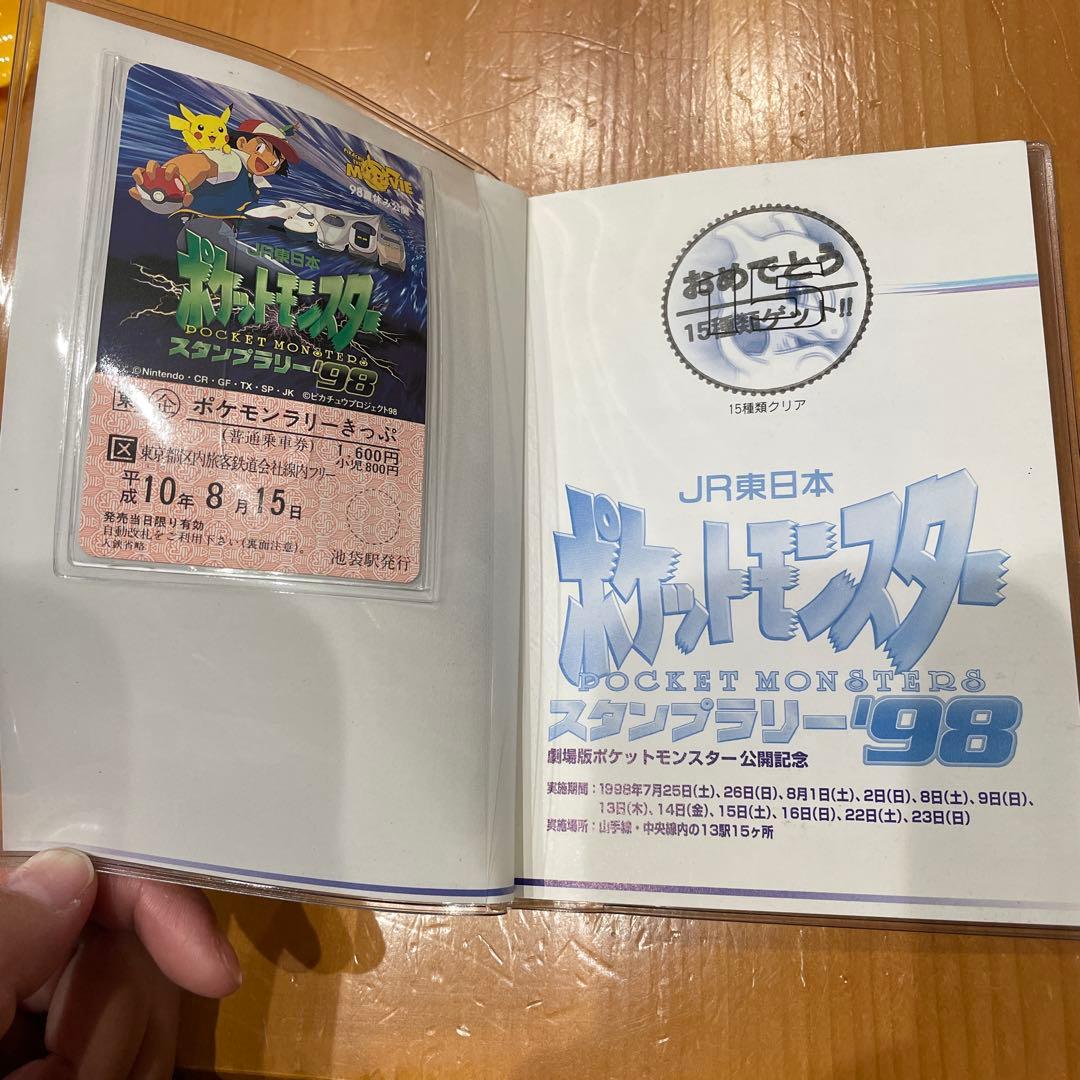 MOVIE
98夏休み公開
JR東日本
ポケットモンスター
POCKET MONSTERS
スタンプラリー'98
©Nintendo・CR・GF・TX・SP・JK ©ピカチュウプロジェクト98
企 ポケモンラリーきっぷ
(普通乗車券) 1,600円
小児 800円
区 東京都区内旅客鉄道会社線内フリー
平成10年 8月15日
発売当日限り有効
自動改札をご利用下さい(裏面注意)。
入鋏省略
池袋駅発行
おめでとう
15
15種類ゲット!!
15種類クリア
JR東日本
ポケットモンスター
POCKET MONSTERS
スタンプラリー'98
劇場版ポケットモンスター公開記念
実施期間:1998年7月25日(土)、26日(日)、8月1日(土)、2日(日)、8日(土)、9日(日)、
13日(木)、14日(金)、15日(土)、16日(日)、22日(土)、23日(日)
実施場所:山手線・中央線内の13駅15ヶ所